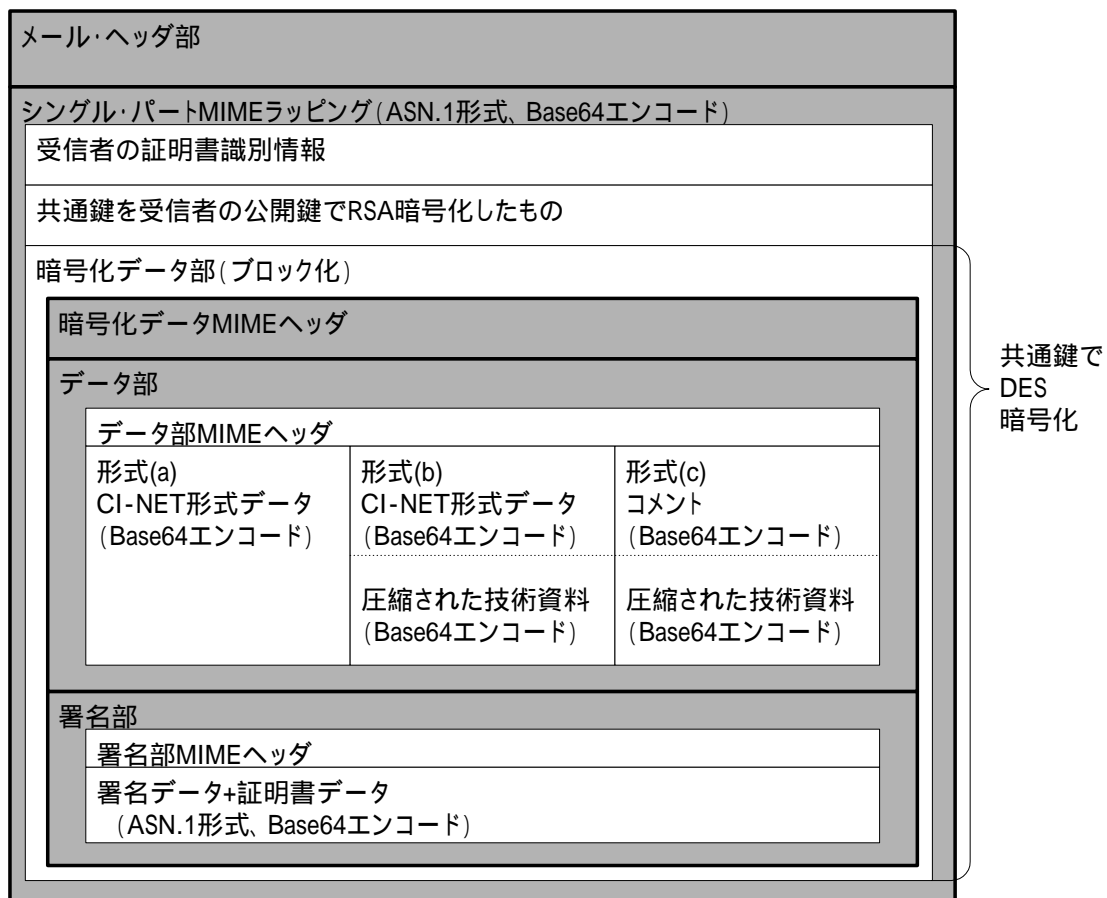 メール・ヘッダ部
シングル・パートMIMEラッピング(ASN.1形式、Base64エンコード)
受信者の証明書識別情報
共通鍵を受信者の公開鍵でRSA暗号化したもの
暗号化データ部(ブロック化)
暗号化データMIMEヘッダ
データ部
データ部MIMEヘッダ
形式(a)
CI-NET形式データ
(Base64エンコード)
形式(b)
CI-NET形式データ
(Base64エンコード)
圧縮された技術資料
(Base64エンコード)
形式(c)
コメント
(Base64エンコード)
圧縮された技術資料
(Base64エンコード)
署名部
署名部MIMEヘッダ
署名データ+証明書データ
(ASN.1形式、Base64エンコード)
共通鍵で
DES
暗号化